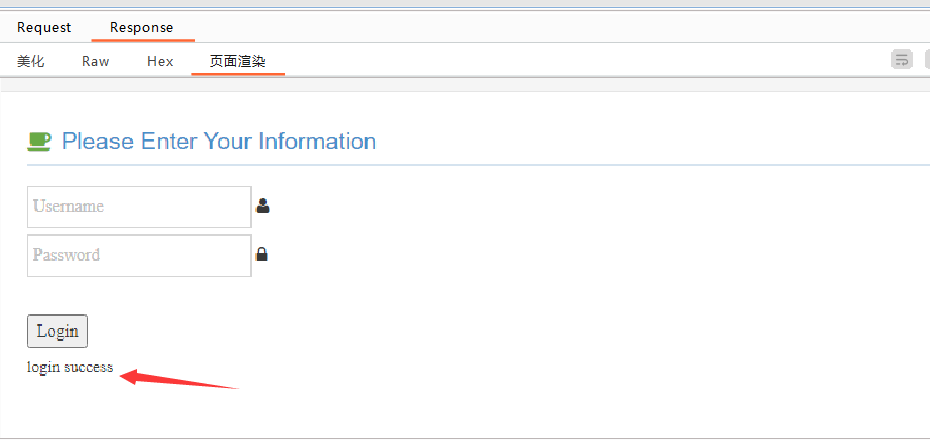 Request Response
美化 Raw Hex 页面渲染
Please Enter Your Information
Username
Password
Login
login success